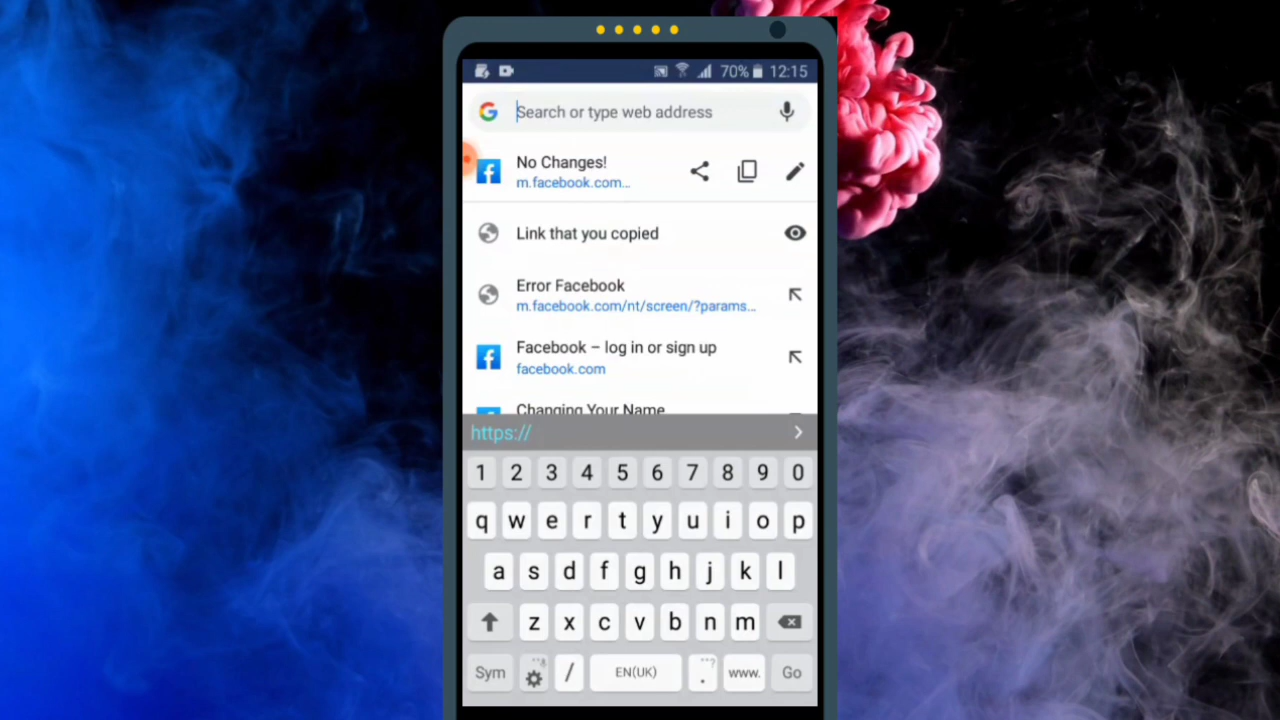 70% 12:15
Search or type web address
No Changes!
m.facebook.com...
Link that you copied
Error Facebook
m.facebook.com/nt/screen/?params...
Facebook – log in or sign up
facebook.com
Changing Your Name
https://
1 2 3 4 5 6 7 8 9 0
q w e r t y u i o p
a s d f g h j k l
z x c v b n m
Sym / EN(UK) . www. Go